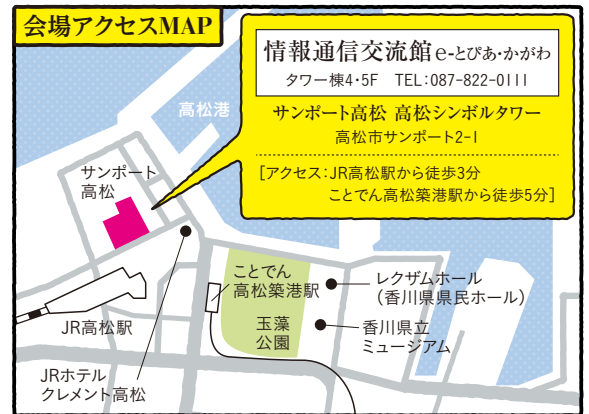 会場アクセスMAP
情報通信交流館e-とぴあ・かがわ
タワー棟4・5F TEL:087-822-0111
サンポート高松 高松シンボルタワー
高松市サンポート2-1
[アクセス:JR高松駅から徒歩3分
ことでん高松築港駅から徒歩5分]
高松港
サンポート
高松
ことでん
高松築港駅
レクザムホール
(香川県県民ホール)
JR高松駅
玉藻
公園
香川県立
ミュージアム
JRホテル
クレメント高松